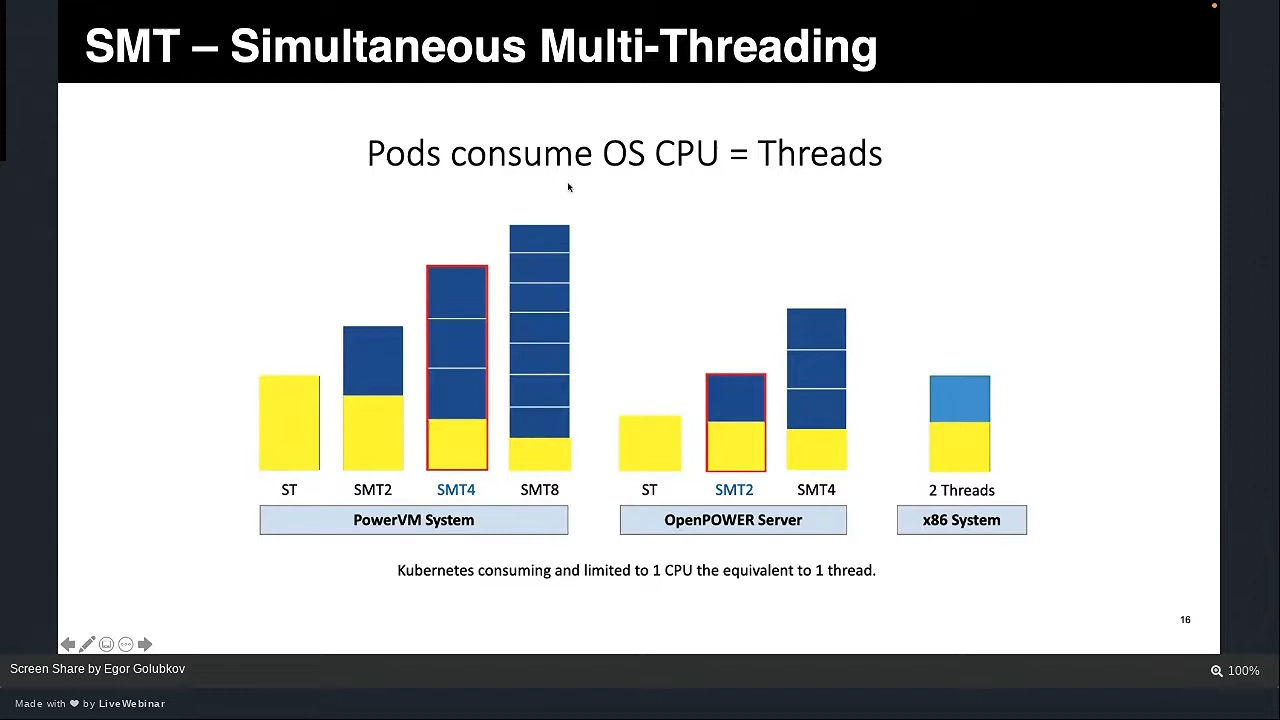 SMT – Simultaneous Multi-Threading
Pods consume OS CPU = Threads
ST SMT2 SMT4 SMT8 ST SMT2 SMT4 2 Threads
PowerVM System OpenPOWER Server x86 System
Kubernetes consuming and limited to 1 CPU the equivalent to 1 thread.
16
Screen Share by Egor Golubkov
100%
Made with ❤ by LiveWebinar